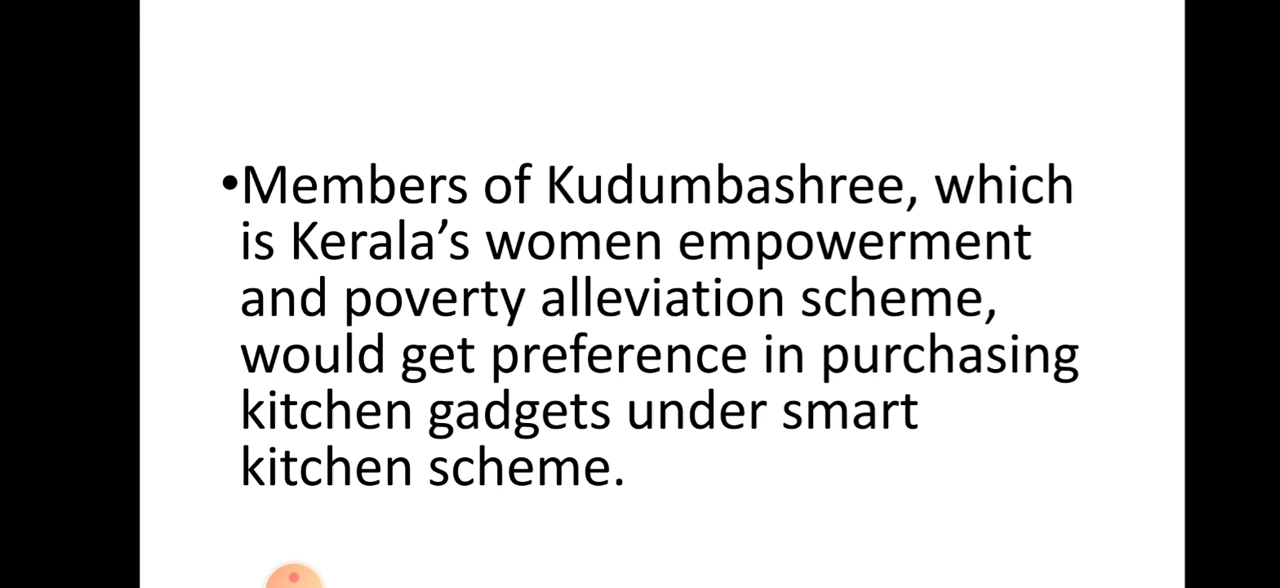 •Members of Kudumbashree, which
is Kerala’s women empowerment
and poverty alleviation scheme,
would get preference in purchasing
kitchen gadgets under smart
kitchen scheme.